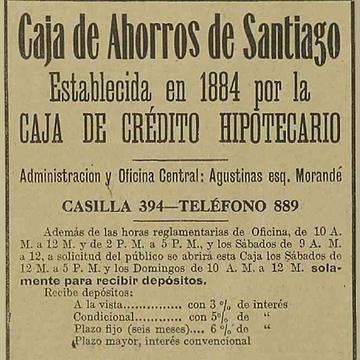 Caja de Ahorros de Santiago
Establecida en 1884 por la
CAJA DE CRÉDITO HIPOTECARIO
Administracion y Oficina Central: Agustinas esq. Morandé
CASILLA 394—TELÉFONO 889
Además de las horas reglamentarias de Oficina, de 10 A.
M. a 12 M. y de 2 P. M. a 5 P. M., y los Sábados de 9 A. M.
a 12, a solicitud del público se abrirá esta Caja los Sábados de
12 M. a 5 P. M. y los Domingos de 10 A. M. a 12 M. sola-
mente para recibir depósitos.
Recibe depósitos:
A la vista............ con 3 % de interés
Condicional............ con 5 % de “
Plazo fijo (seis meses).... 6 % de “
Plazo mayor, interés convencional